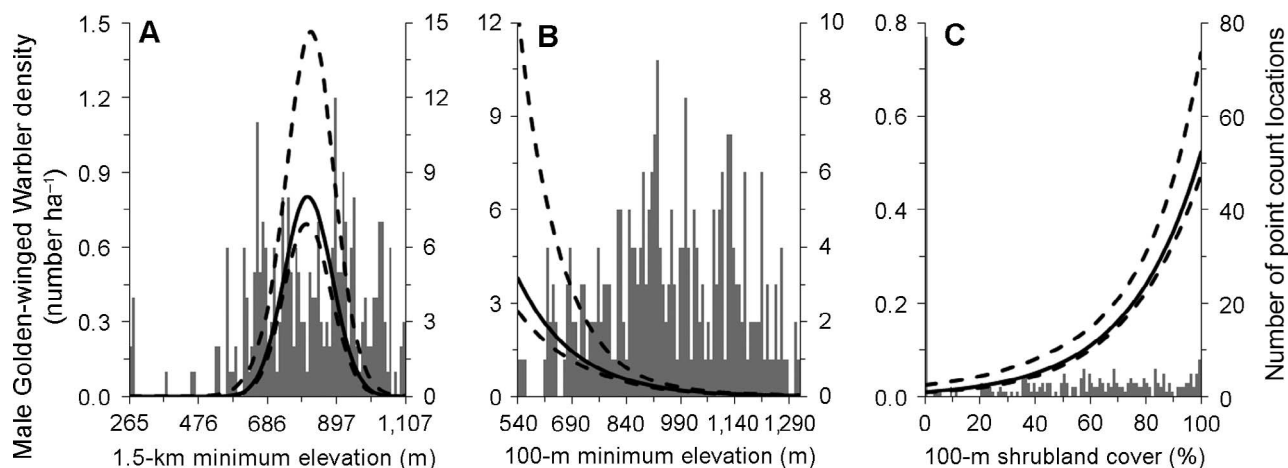 Male Golden-winged Warbler density
(number ha⁻¹)
A
1.5
1.2
0.9
0.6
0.3
0.0
15
12
9
6
3
0
265 476 686 897 1,107
1.5-km minimum elevation (m)
B
12
9
6
3
0
10
8
6
4
2
0
540 690 840 990 1,140 1,290
100-m minimum elevation (m)
C
0.8
0.6
0.4
0.2
0.0
80
60
40
20
0
0 20 40 60 80 100
100-m shrubland cover (%)
Number of point count locations